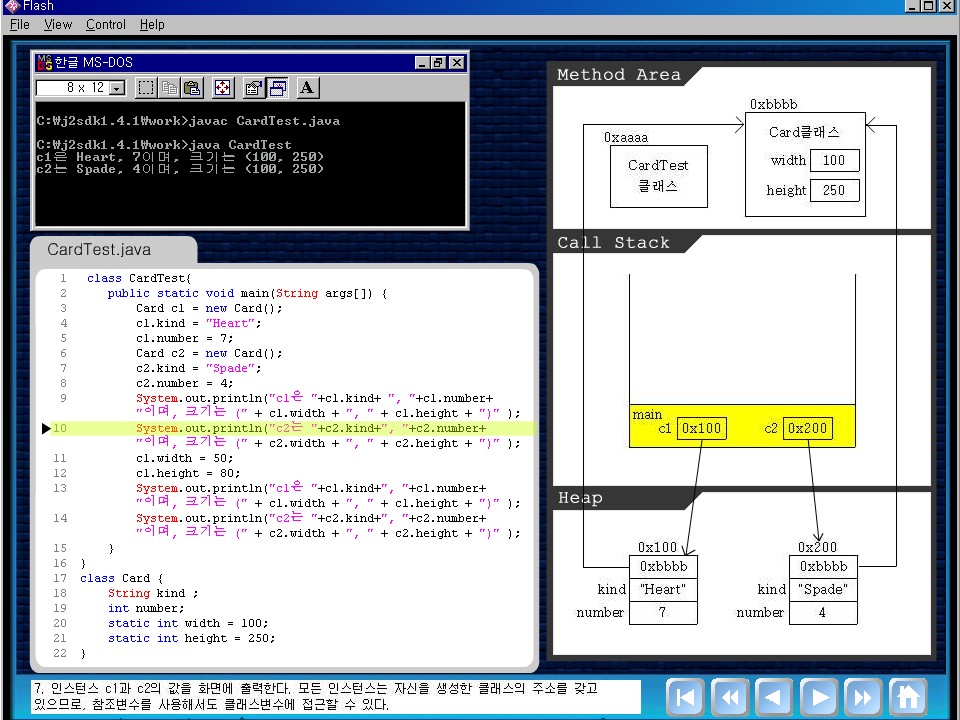 Flash
File View Control Help
한글 MS-DOS
8 x 12
A
C:₩j2sdk1.4.1₩work>javac CardTest.java
C:₩j2sdk1.4.1₩work>java CardTest
c1은 Heart, 7이며, 크기는 (100, 250)
c2는 Spade, 4이며, 크기는 (100, 250)
CardTest.java
1 class CardTest{
2 public static void main(String args[]) {
3 Card c1 = new Card();
4 c1.kind = "Heart";
5 c1.number = 7;
6 Card c2 = new Card();
7 c2.kind = "Spade";
8 c2.number = 4;
9 System.out.println("c1은 "+c1.kind+ ", "+c1.number+
"이며, 크기는 (" + c1.width + ", " + c1.height + ")" );
10 System.out.println("c2는 "+c2.kind+", "+c2.number+
"이며, 크기는 (" + c2.width + ", " + c2.height + ")" );
11 c1.width = 50;
12 c1.height = 80;
13 System.out.println("c1은 "+c1.kind+", "+c1.number+
"이며, 크기는 (" + c1.width + ", " + c1.height + ")" );
14 System.out.println("c2는 "+c2.kind+", "+c2.number+
"이며, 크기는 (" + c2.width + ", " + c2.height + ")" );
15 }
16 }
17 class Card {
18 String kind ;
19 int number;
20 static int width = 100;
21 static int height = 250;
22 }
Method Area
0xaaaa
CardTest
클래스
0xbbbb
Card클래스
width 100
height 250
Call Stack
main
c1 0x100 c2 0x200
Heap
0x100
0xbbbb
kind "Heart"
number 7
0x200
0xbbbb
kind "Spade"
number 4
7. 인스턴스 c1과 c2의 값을 화면에 출력한다. 모든 인스턴스는 자신을 생성한 클래스의 주소를 갖고
있으므로, 참조변수를 사용해서도 클래스변수에 접근할 수 있다.